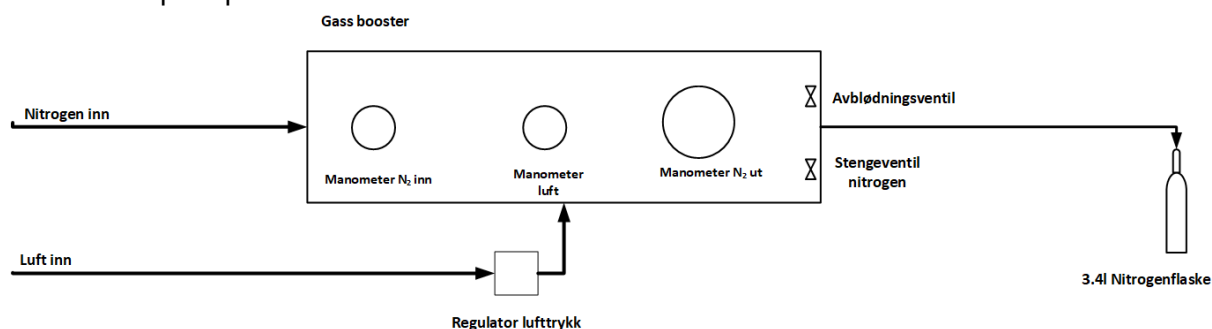 Gass booster
Nitrogen inn
Avblødningsventil
Manometer N₂ inn
Manometer
luft
Manometer N₂ ut
Stengeventil
nitrogen
Luft inn
3.4l Nitrogenflaske
Regulator lufttrykk